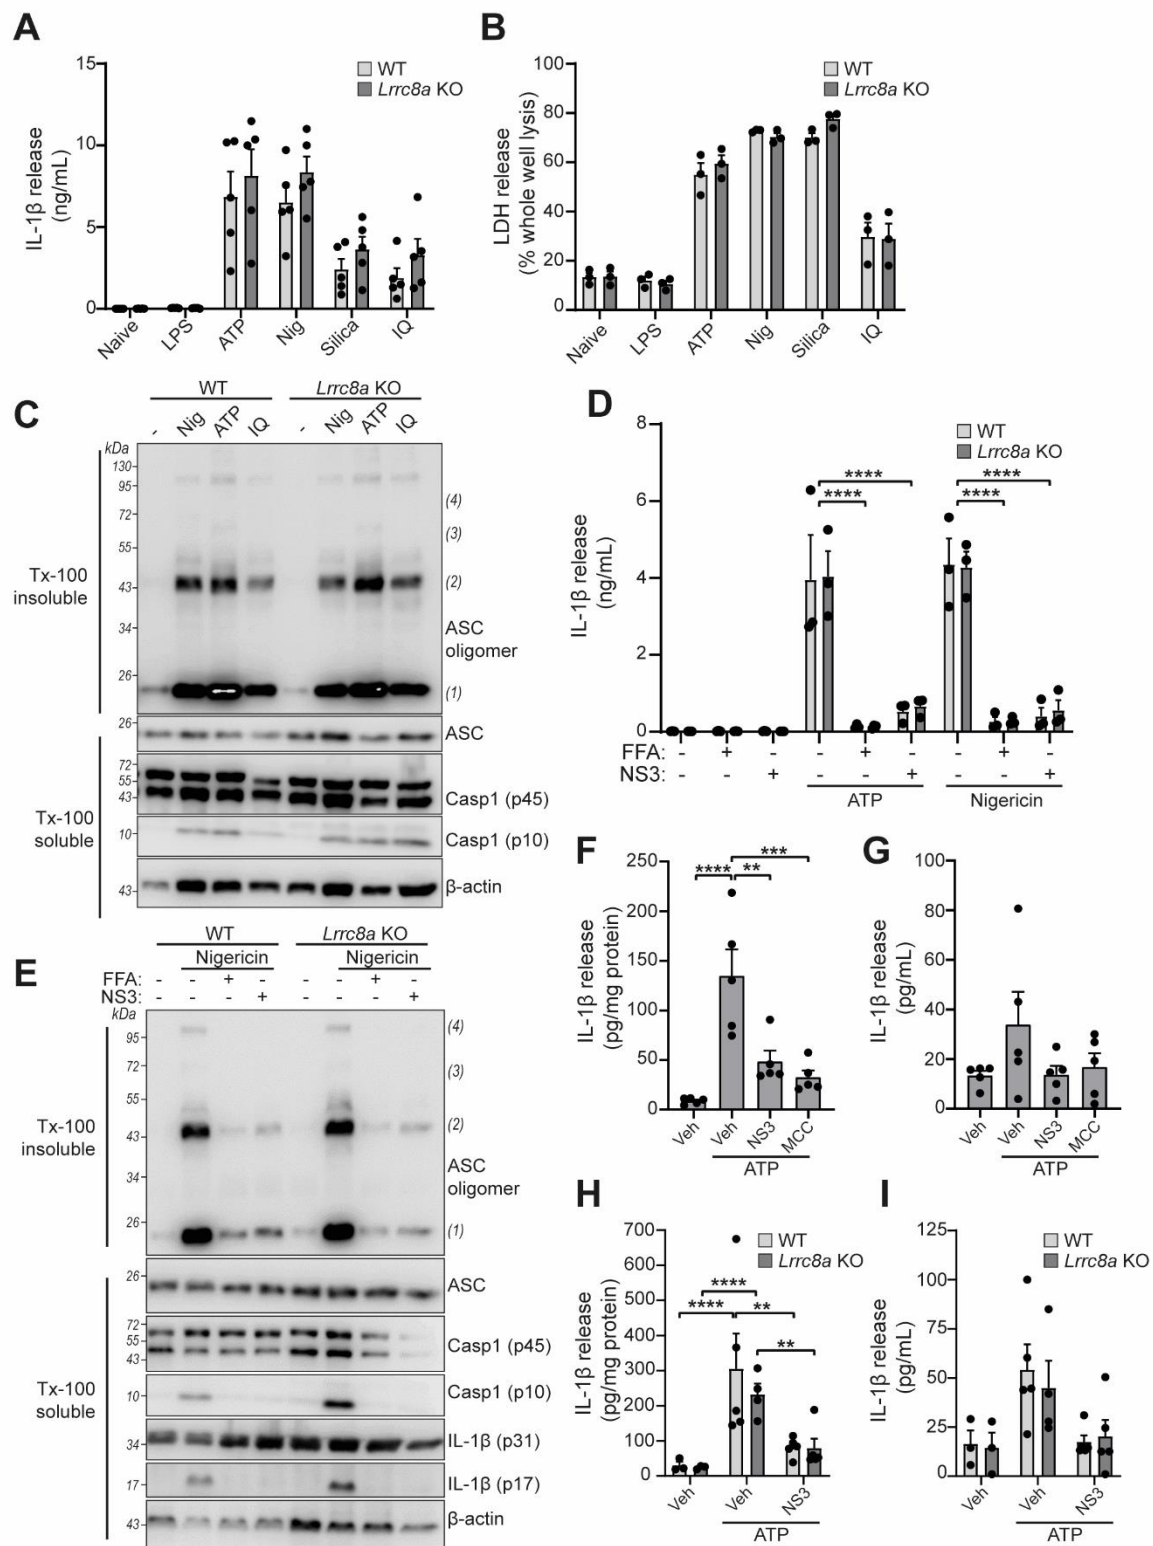 A
15
10
5
0
IL-1β release
(ng/mL)
WT
Lrrc8a KO
Naive
LPS
ATP
Nig
Silica
IQ
B
100
80
60
40
20
0
LDH release
(% whole well lysis)
WT
Lrrc8a KO
Naive
LPS
ATP
Nig
Silica
IQ
C
WT
Lrrc8a KO
- Nig ATP IQ - Nig ATP IQ
kDa
130-
95-
72-
55-
43-
34-
26-
(4)
(3)
(2)
ASC
oligomer
(1)
Tx-100
insoluble
26-
ASC
72-
55-
43-
Casp1 (p45)
Tx-100
soluble
10-
Casp1 (p10)
43-
β-actin
D
8
6
4
2
0
IL-1β release
(ng/mL)
WT
Lrrc8a KO
**** ****
**** ****
FFA: - + - - + - - + -
NS3: - - + - - + - - +
ATP
Nigericin
E
WT
Lrrc8a KO
Nigericin
Nigericin
FFA: - - + - - - + -
NS3: - - - + - - - +
kDa
95-
72-
55-
43-
34-
26-
(4)
(3)
(2)
ASC
oligomer
(1)
Tx-100
insoluble
26-
ASC
72-
55-
43-
Casp1 (p45)
10-
Casp1 (p10)
Tx-100
soluble
34-
IL-1β (p31)
17-
IL-1β (p17)
43-
β-actin
F
250
200
150
100
50
0
IL-1β release
(pg/mg protein)
***
**** **
Veh
Veh
NS3
MCC
ATP
G
100
80
60
40
20
0
IL-1β release
(pg/mL)
Veh
Veh
NS3
MCC
ATP
H
700
600
500
400
300
200
100
0
IL-1β release
(pg/mg protein)
WT
Lrrc8a KO
****
**** **
**
Veh
Veh
NS3
ATP
I
125
100
75
50
25
0
IL-1β release
(pg/mL)
WT
Lrrc8a KO
Veh
Veh
NS3
ATP